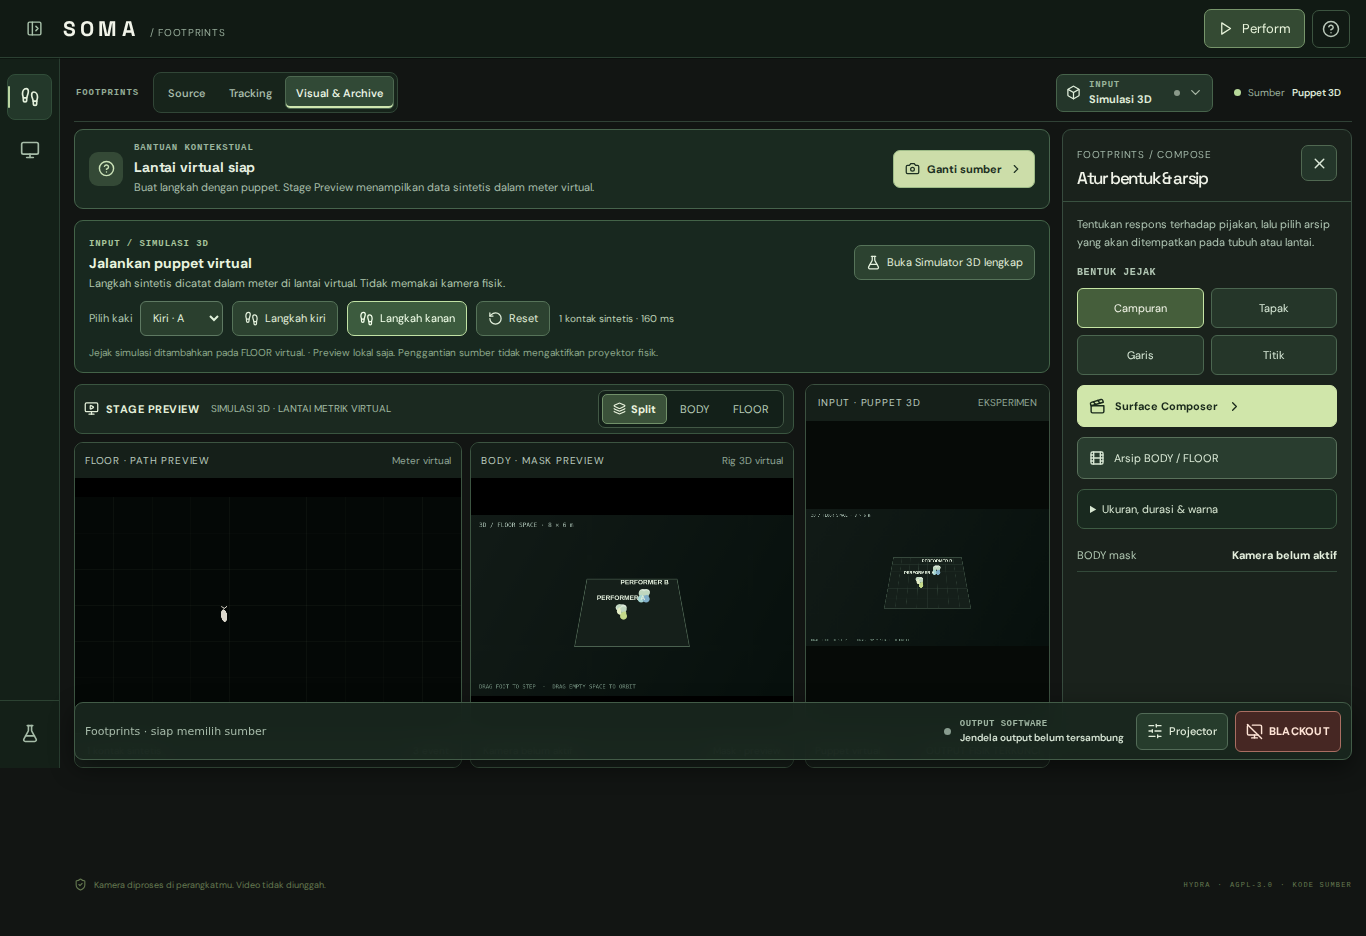 SOMA / FOOTPRINTS
Perform
FOOTPRINTS
Source
Tracking
Visual & Archive
INPUT
Simulasi 3D
Sumber Puppet 3D
BANTUAN KONTEKSTUAL
Lantai virtual siap
Buat langkah dengan puppet. Stage Preview menampilkan data sintetis dalam meter virtual.
Ganti sumber
INPUT / SIMULASI 3D
Jalankan puppet virtual
Langkah sintetis dicatat dalam meter di lantai virtual. Tidak memakai kamera fisik.
Buka Simulator 3D lengkap
Pilih kaki
Kiri · A
Langkah kiri
Langkah kanan
Reset
1 kontak sintetis · 160 ms
Jejak simulasi ditambahkan pada FLOOR virtual. · Preview lokal saja. Penggantian sumber tidak mengaktifkan proyektor fisik.
STAGE PREVIEW
SIMULASI 3D · LANTAI METRIK VIRTUAL
Split
BODY
FLOOR
FLOOR · PATH PREVIEW
Meter virtual
BODY · MASK PREVIEW
Rig 3D virtual
3D / FLOOR SPACE · 8 × 6 m
PERFORMER B
PERFORMER A
DRAG FOOT TO STEP · DRAG EMPTY SPACE TO ORBIT
INPUT · PUPPET 3D
EKSPERIMEN
PERFORMER B
PERFORMER
FOOTPRINTS / COMPOSE
Atur bentuk & arsip
Tentukan respons terhadap pijakan, lalu pilih arsip
yang akan ditempatkan pada tubuh atau lantai.
BENTUK JEJAK
Campuran
Tapak
Garis
Titik
Surface Composer
Arsip BODY / FLOOR
Ukuran, durasi & warna
BODY mask
Kamera belum aktif
Footprints · siap memilih sumber
OUTPUT SOFTWARE
Jendela output belum tersambung
Projector
BLACKOUT
Kamera diproses di perangkatmu. Video tidak diunggah.
HYDRA · AGPL-3.0 · KODE SUMBER